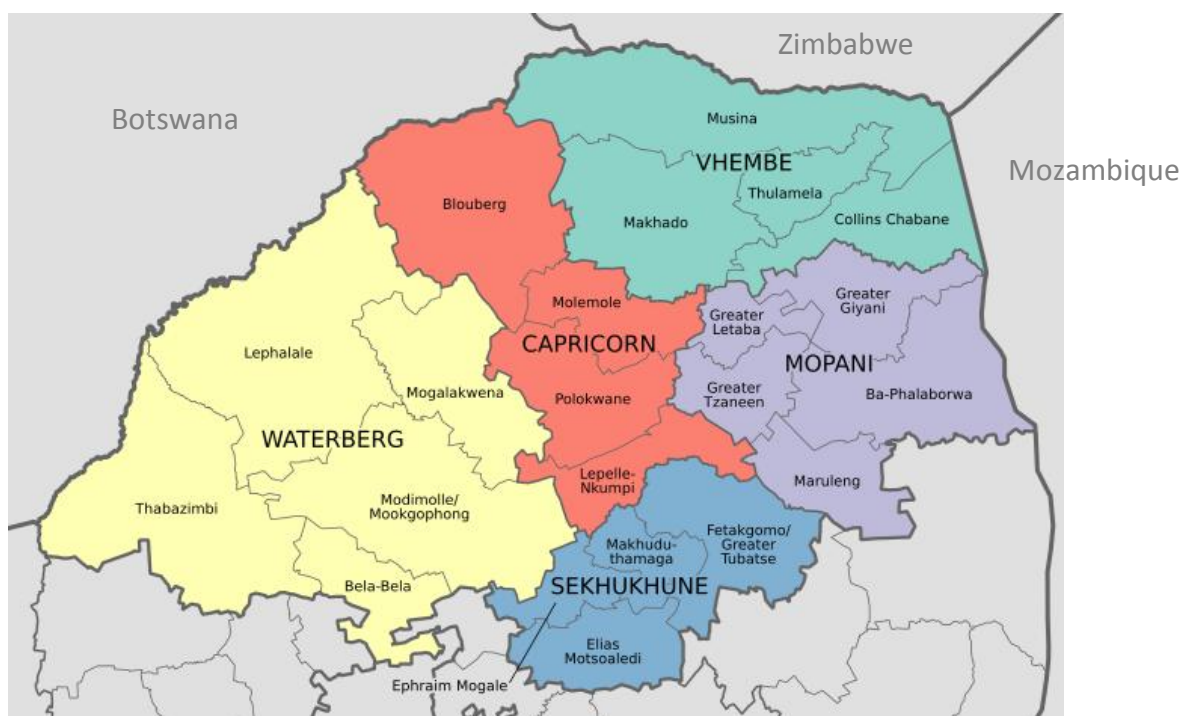 Zimbabwe
Botswana
Mozambique
Musina
VHEMBE
Thulamela
Makhado
Collins Chabane
Blouberg
Molemole
CAPRICORN
Polokwane
Lepelle-
Nkumpi
Greater
Letaba
Greater
Giyani
MOPANI
Greater
Tzaneen
Ba-Phalaborwa
Maruleng
Lephalale
Mogalakwena
WATERBERG
Thabazimbi
Modimolle/
Mookgophong
Bela-Bela
Fetakgomo/
Greater
Tubatse
Makhudu-
thamaga
SEKHUKHUNE
Elias
Motsoaledi
Ephraim Mogale